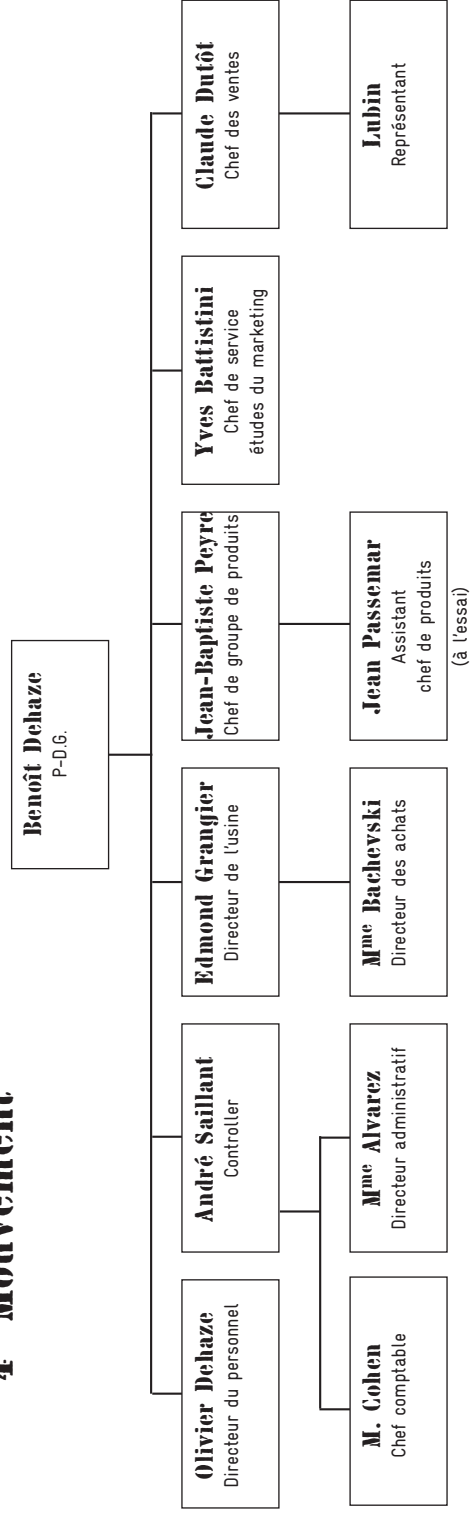 4e Mouvement
Benoît Dehaze
P-D.G.
Olivier Dehaze
Directeur du personnel
André Saillant
Controller
Edmond Grangier
Directeur de l'usine
Jean-Baptiste Peyre
Chef de groupe de produits
Yves Battistini
Chef de service
études du marketing
Claude Dutôt
Chef des ventes
M. Cohen
Chef comptable
Mme Alvarez
Directeur administratif
Mme Bachevski
Directeur des achats
Jean Passemar
Assistant
chef de produits
(à l'essai)
Lubin
Représentant